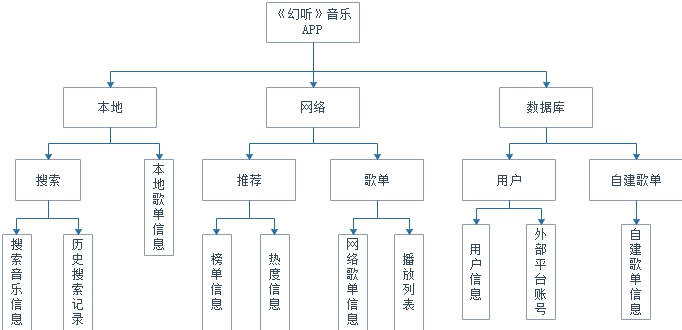 《幻听》音乐
APP
本地
网络
数据库
搜索
本地歌单信息
推荐
歌单
用户
自建歌单
搜索音乐信息
历史搜索记录
榜单信息
热度信息
网络歌单信息
播放列表
用户信息
外部平台账号
自建歌单信息